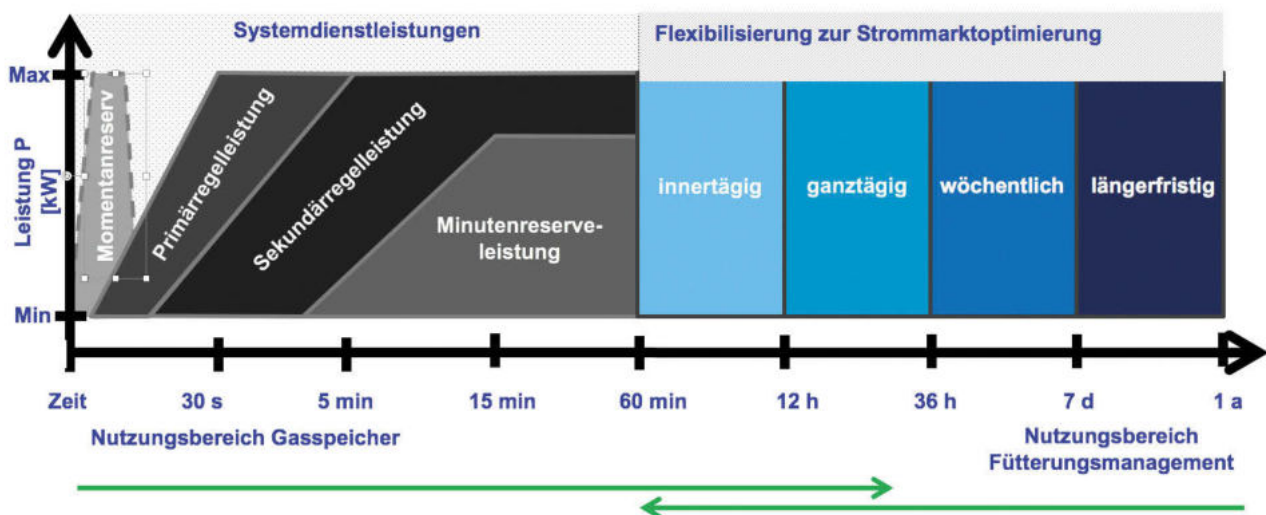 Systemdienstleistungen
Flexibilisierung zur Strommarktoptimierung
Max
Leistung P
[kW]
Min
Momentanreserv
Primärregelleistung
Sekundärregelleistung
Minutenreserve-
leistung
innertägig
ganztägig
wöchentlich
längerfristig
Zeit
30 s
5 min
15 min
60 min
12 h
36 h
7 d
1 a
Nutzungsbereich Gasspeicher
Nutzungsbereich
Fütterungsmanagement